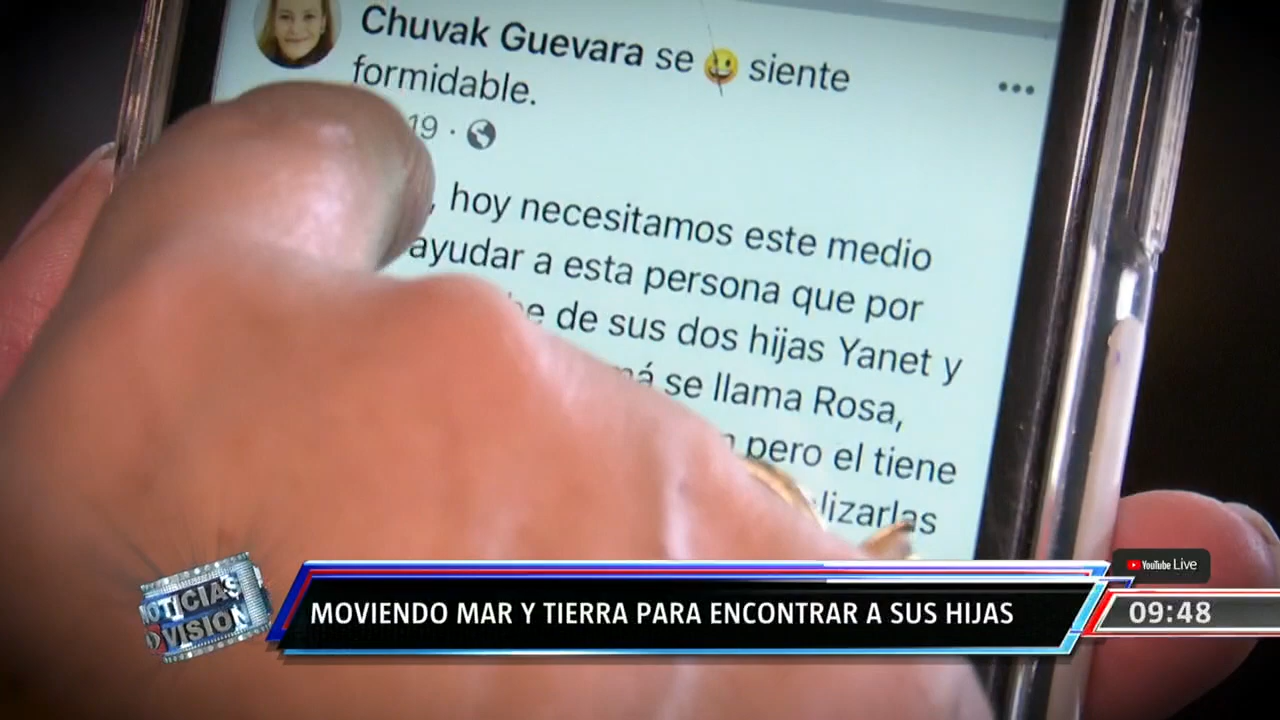 Chuvak Guevara se 😃 siente
formidable.
19 ·
, hoy necesitamos este medio
ayudar a esta persona que por
de sus dos hijas Yanet y
se llama Rosa,
pero el tiene
NOTICIAS
VISION
MOVIENDO MAR Y TIERRA PARA ENCONTRAR A SUS HIJAS
YouTube Live
09:48